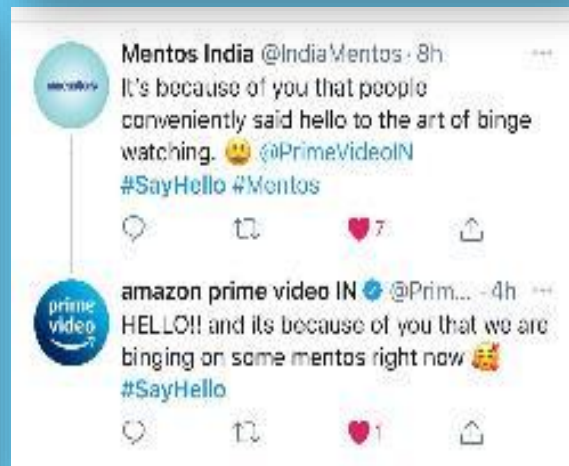 mentos
Mentos India @IndiaMentos · 8h
It's because of you that people
conveniently said hello to the art of binge
watching. 😃 @PrimeVideoIN
#SayHello #Mentos
7
prime
video
amazon prime video IN @Prim... · 4h
HELLO!! and its because of you that we are
binging on some mentos right now 🥰
#SayHello
1